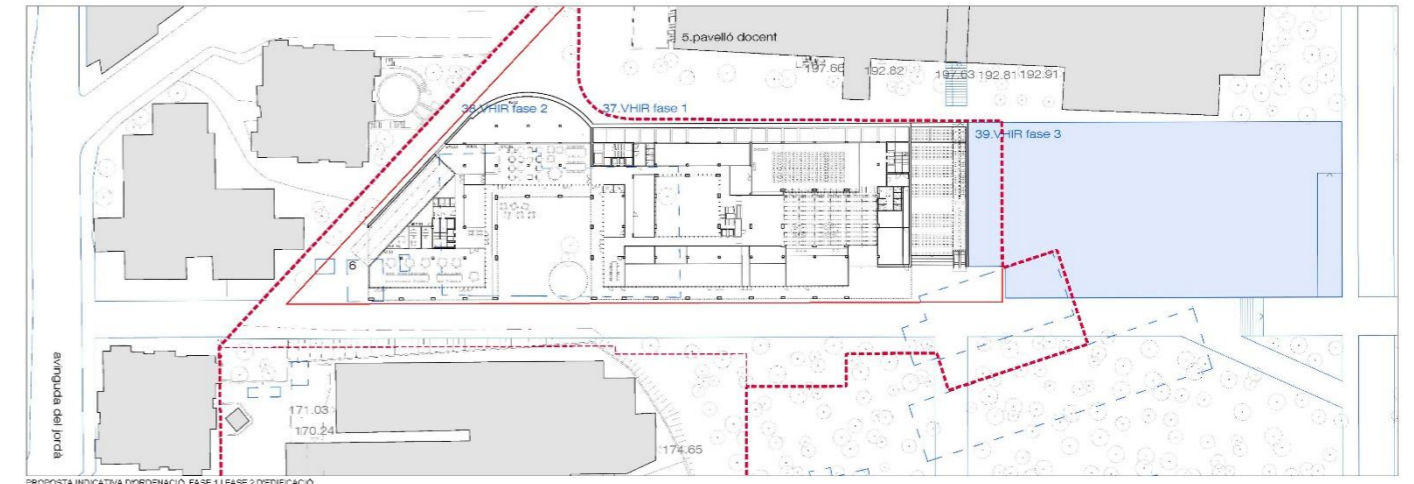 5.pavelló docent
197.66
192.82
197.63 192.81 192.91
38.VHIR fase 2
37.VHIR fase 1
39.VHIR fase 3
6
avinguda del jordà
171.03
170.24
174.65
PROPOSTA INDICATIVA D'ORDENACIÓ. FASE 1 I FASE 2 D'EDIFICACIÓ